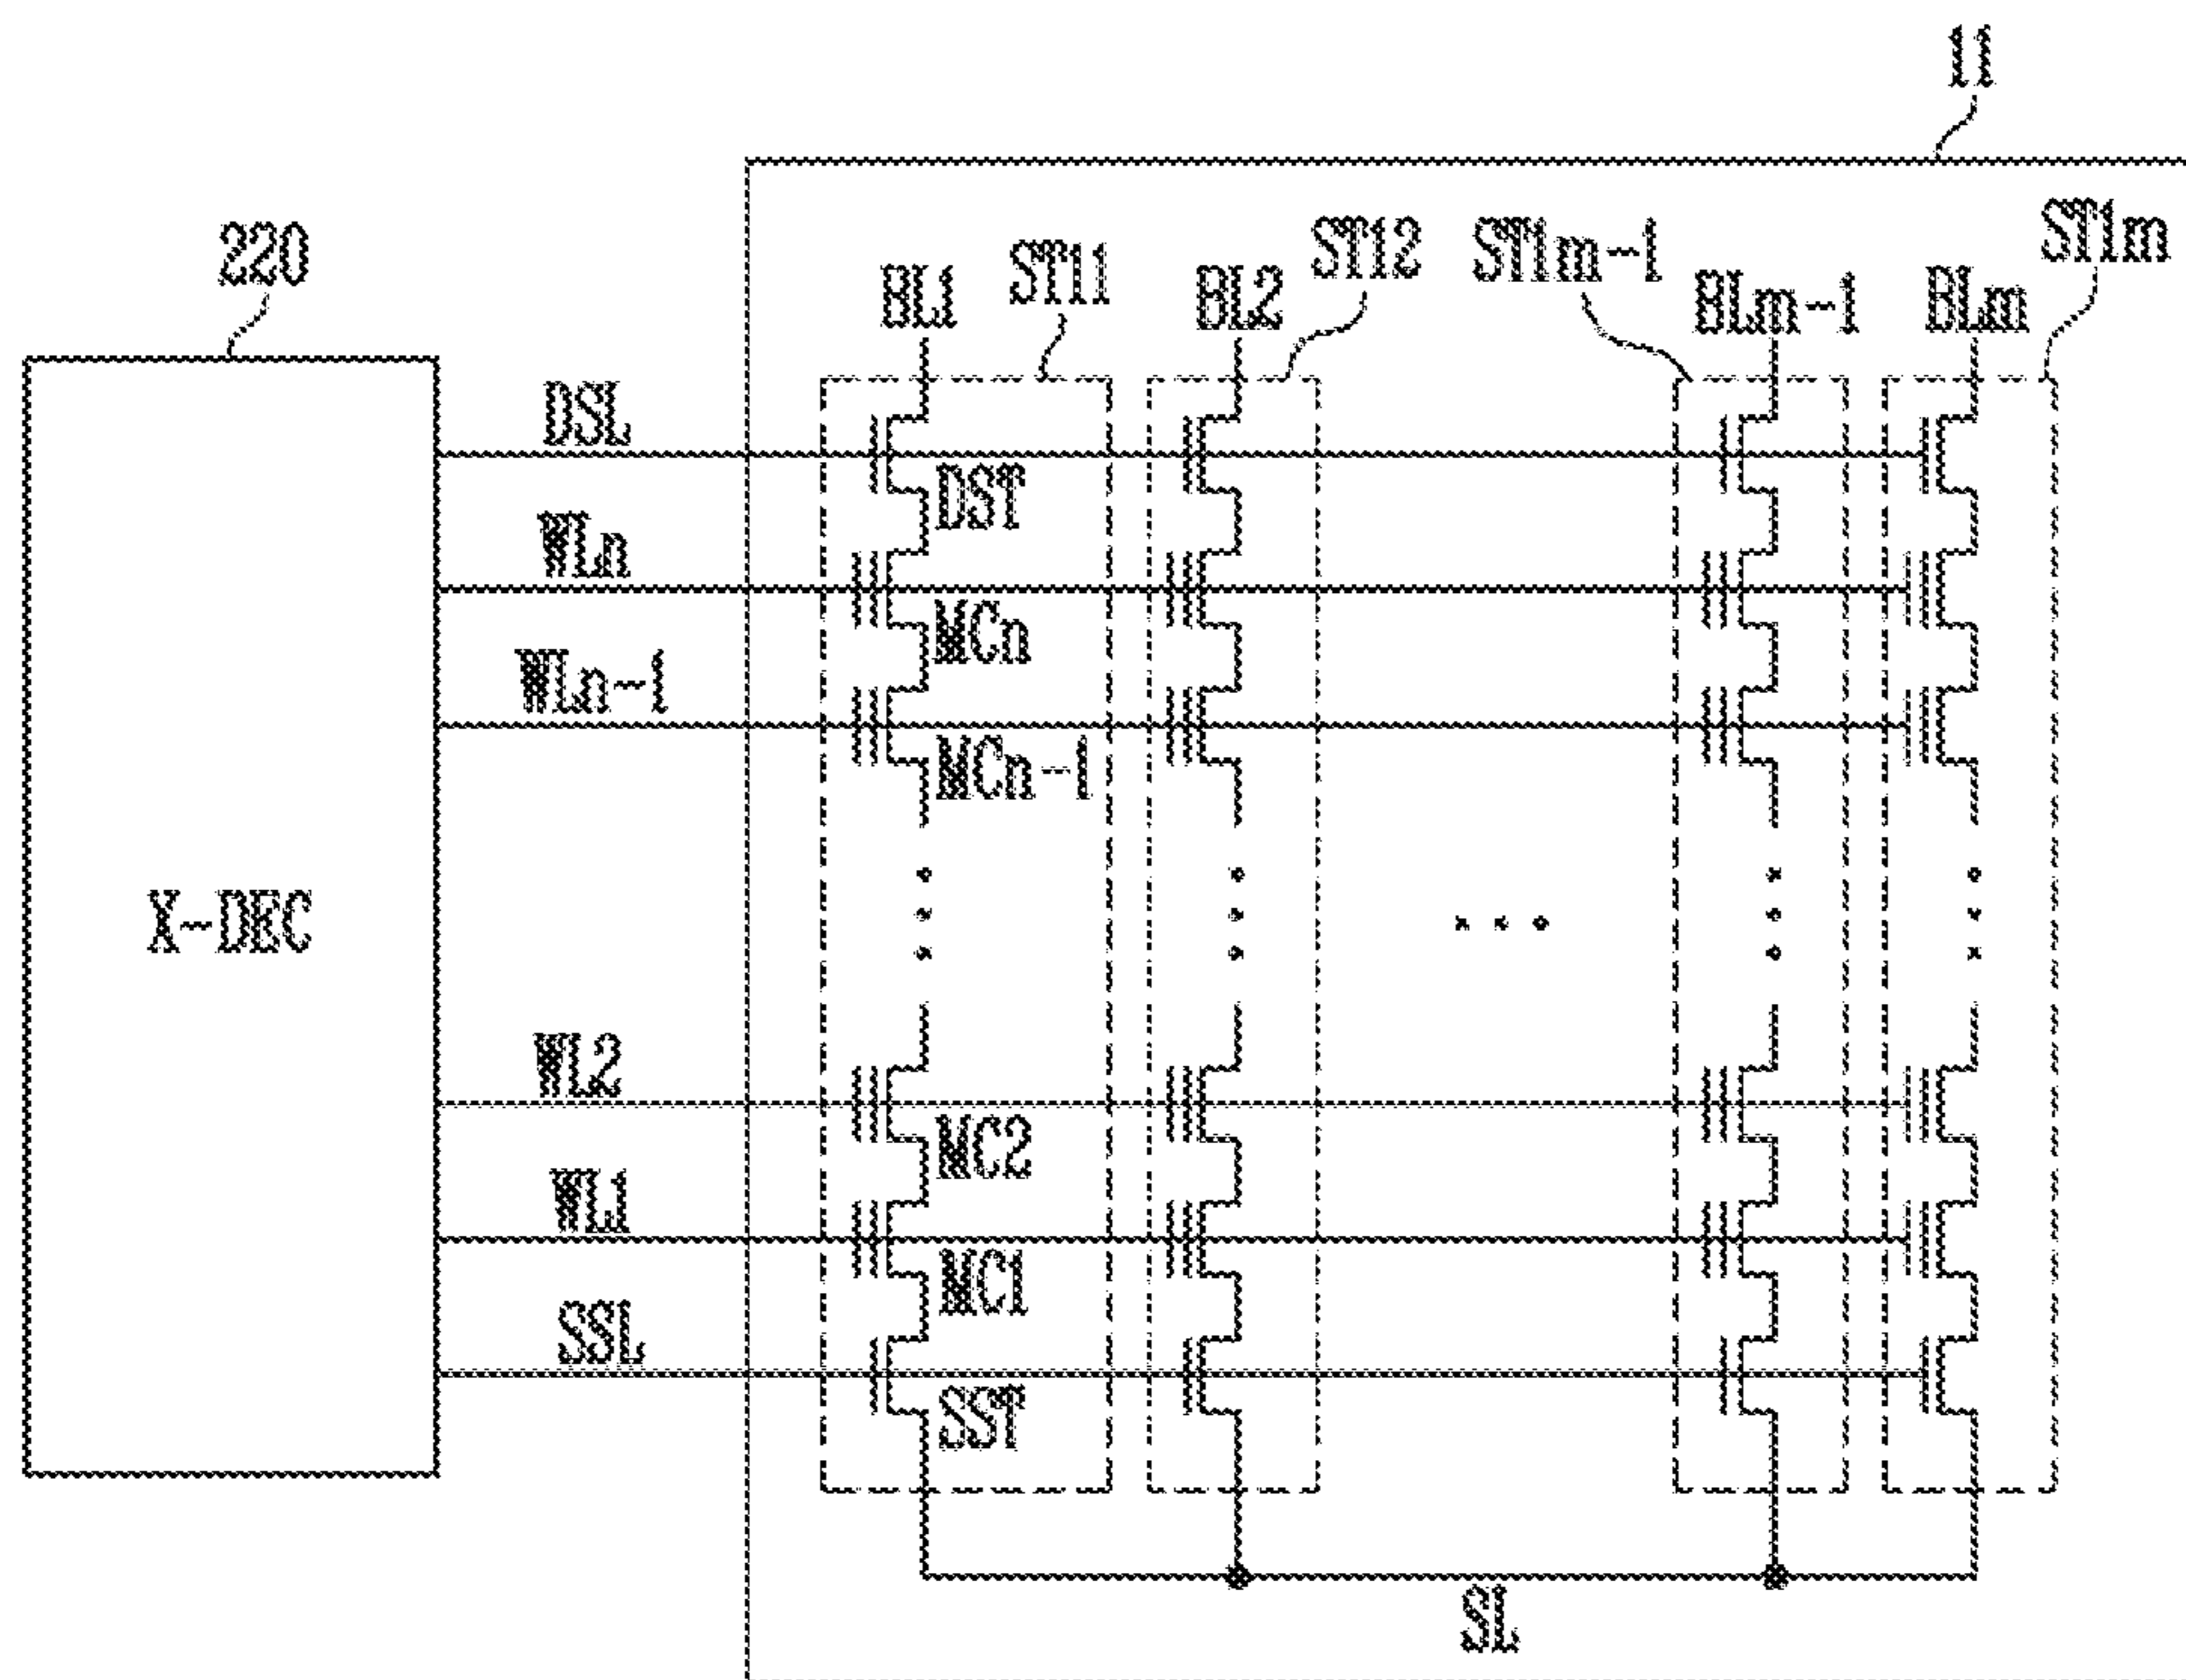 11
220
BL1
ST11
BL2
ST12
ST1m-1
BLm-1
BLm
ST1m
DSL
DST
WLn
MCn
WLn-1
MCn-1
X-DEC
WL2
MC2
WL1
MC1
SSL
SST
SL